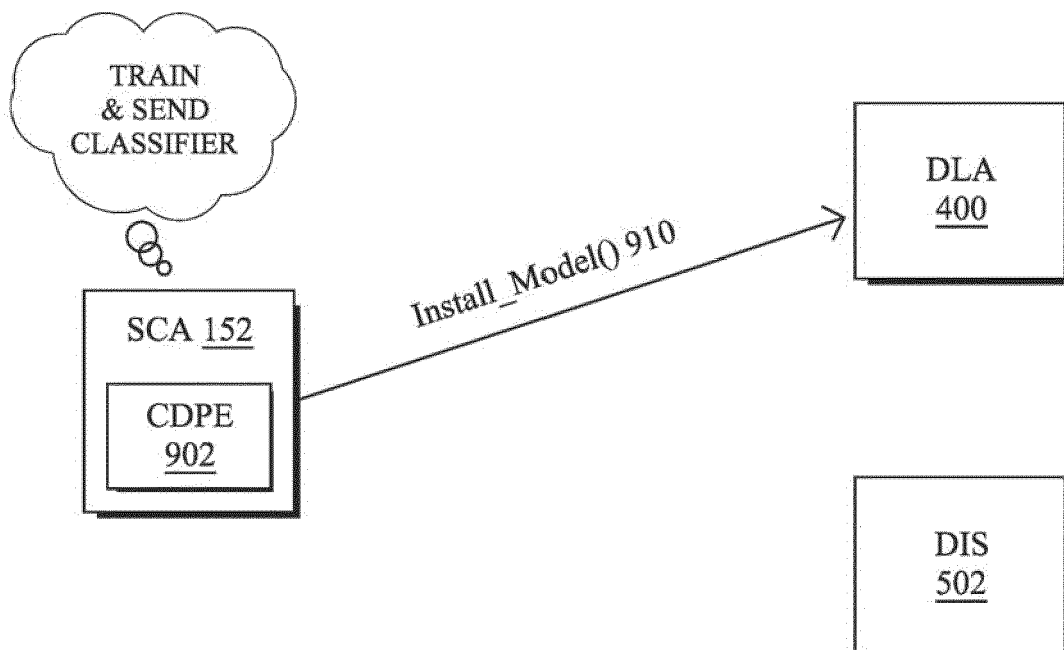 TRAIN
& SEND
CLASSIFIER
SCA 152
CDPE
902
Install_Model() 910
DLA
400
DIS
502